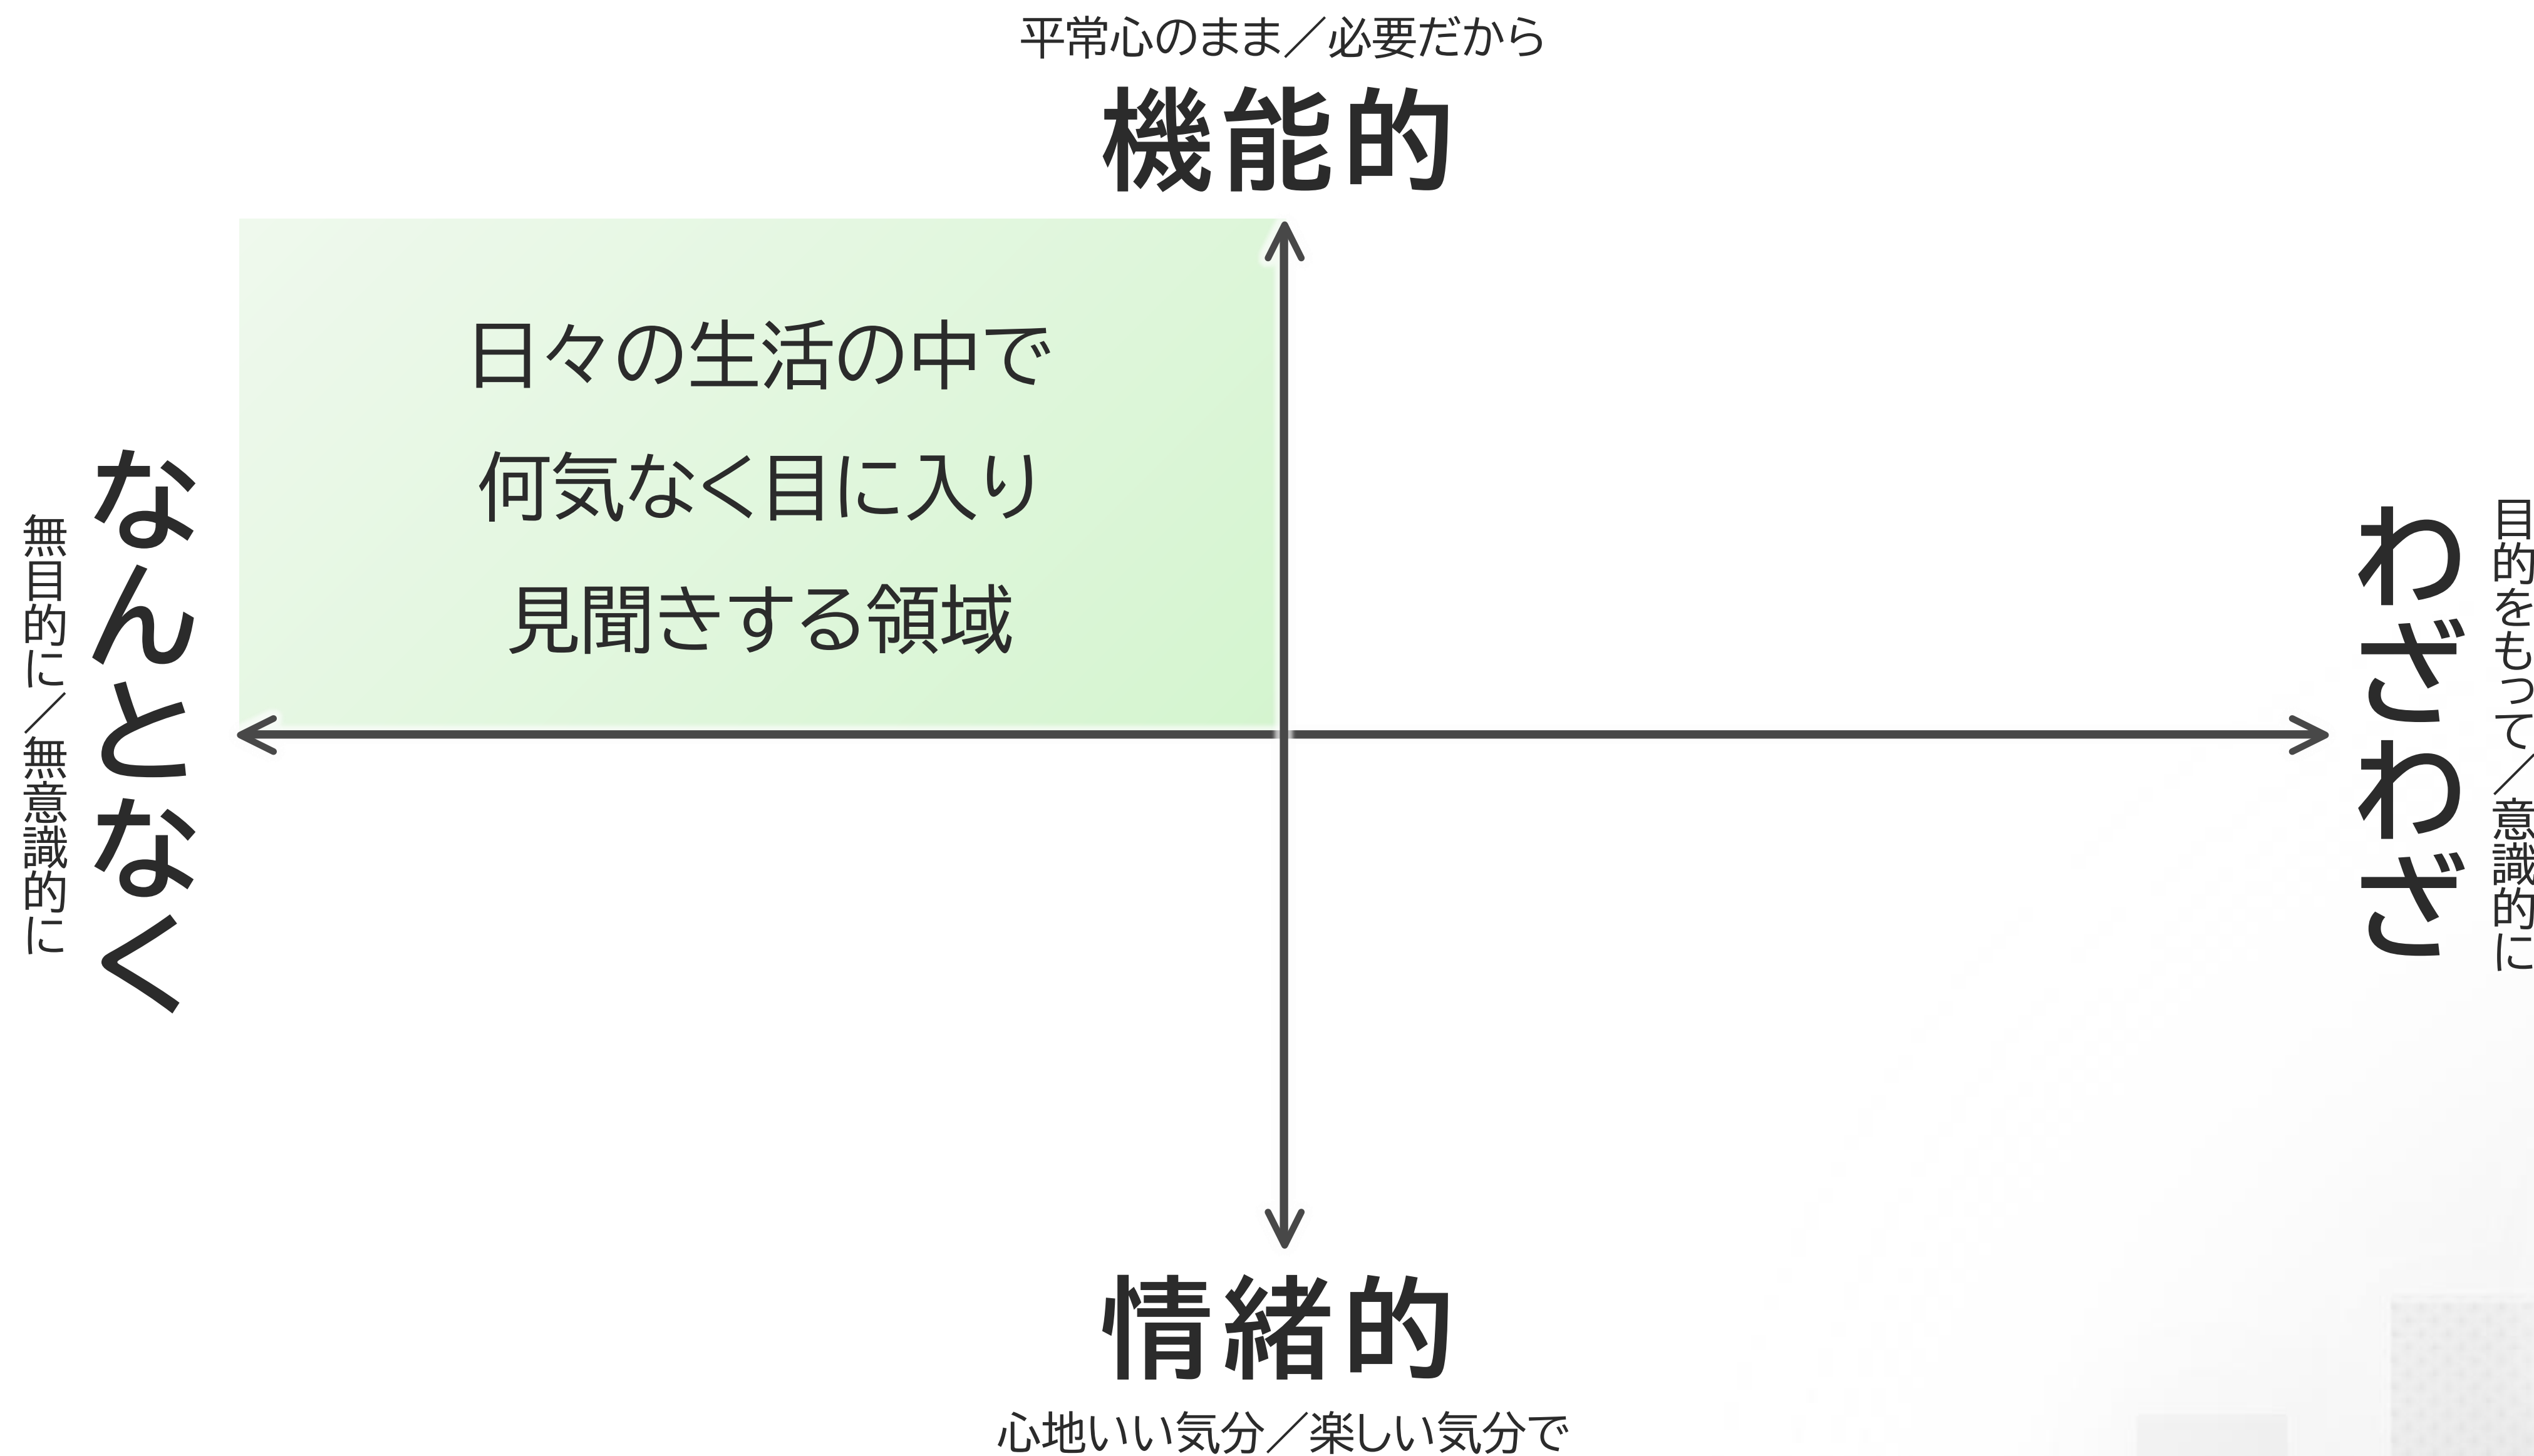 平常心のまま／必要だから
機能的
日々の生活の中で
何気なく目に入り
見聞きする領域
なんとなく
無目的に／無意識的に
わざわざ
目的をもって／意識的に
情緒的
心地いい気分／楽しい気分で